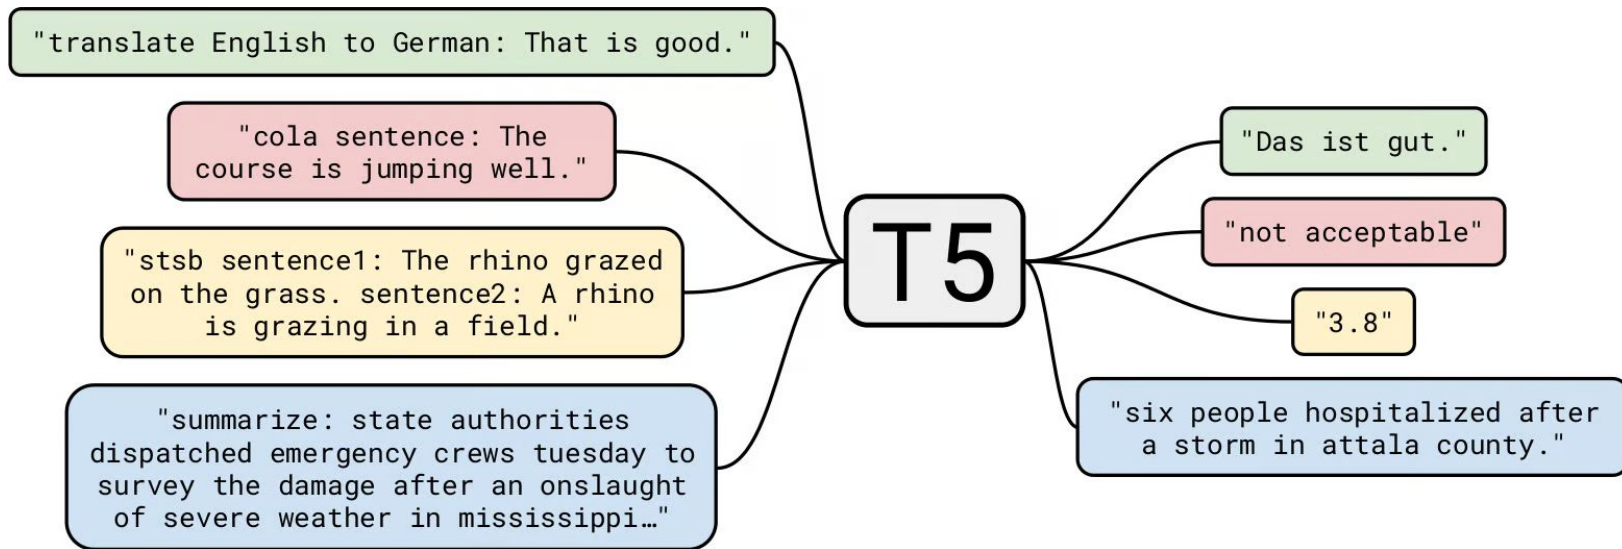 "translate English to German: That is good."
"cola sentence: The
course is jumping well."
"stsb sentence1: The rhino grazed
on the grass. sentence2: A rhino
is grazing in a field."
"summarize: state authorities
dispatched emergency crews tuesday to
survey the damage after an onslaught
of severe weather in mississippi…"
T5
"Das ist gut."
"not acceptable"
"3.8"
"six people hospitalized after
a storm in attala county."